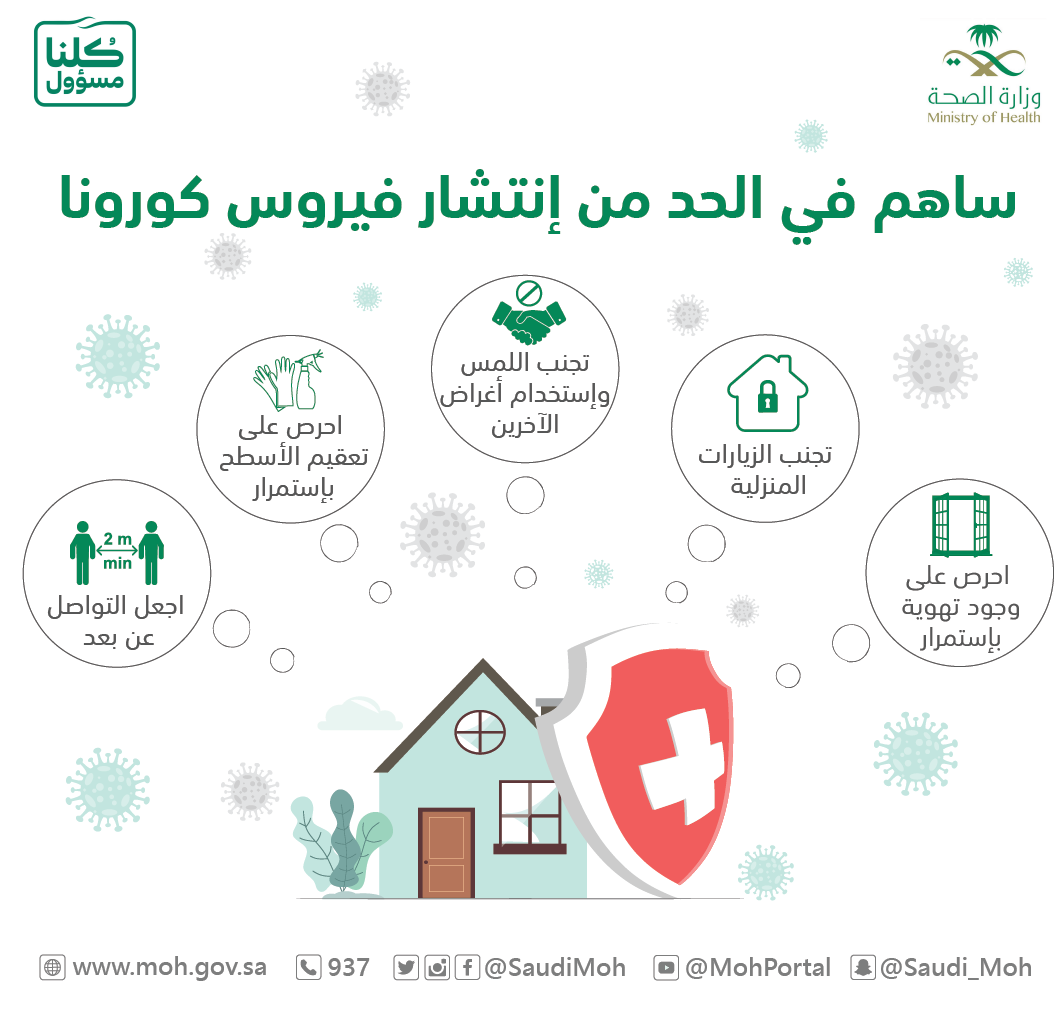 كُلنا
مسؤول
وزارة الصحة
Ministry of Health
ساهم في الحد من إنتشار فيروس كورونا
احرص على
وجود تهوية
بإستمرار
تجنب الزيارات
المنزلية
تجنب اللمس
وإستخدام أغراض
الآخرين
احرص على
تعقيم الأسطح
بإستمرار
2 m
min
اجعل التواصل
عن بعد
www.moh.gov.sa 937 @SaudiMoh @MohPortal @Saudi_Moh